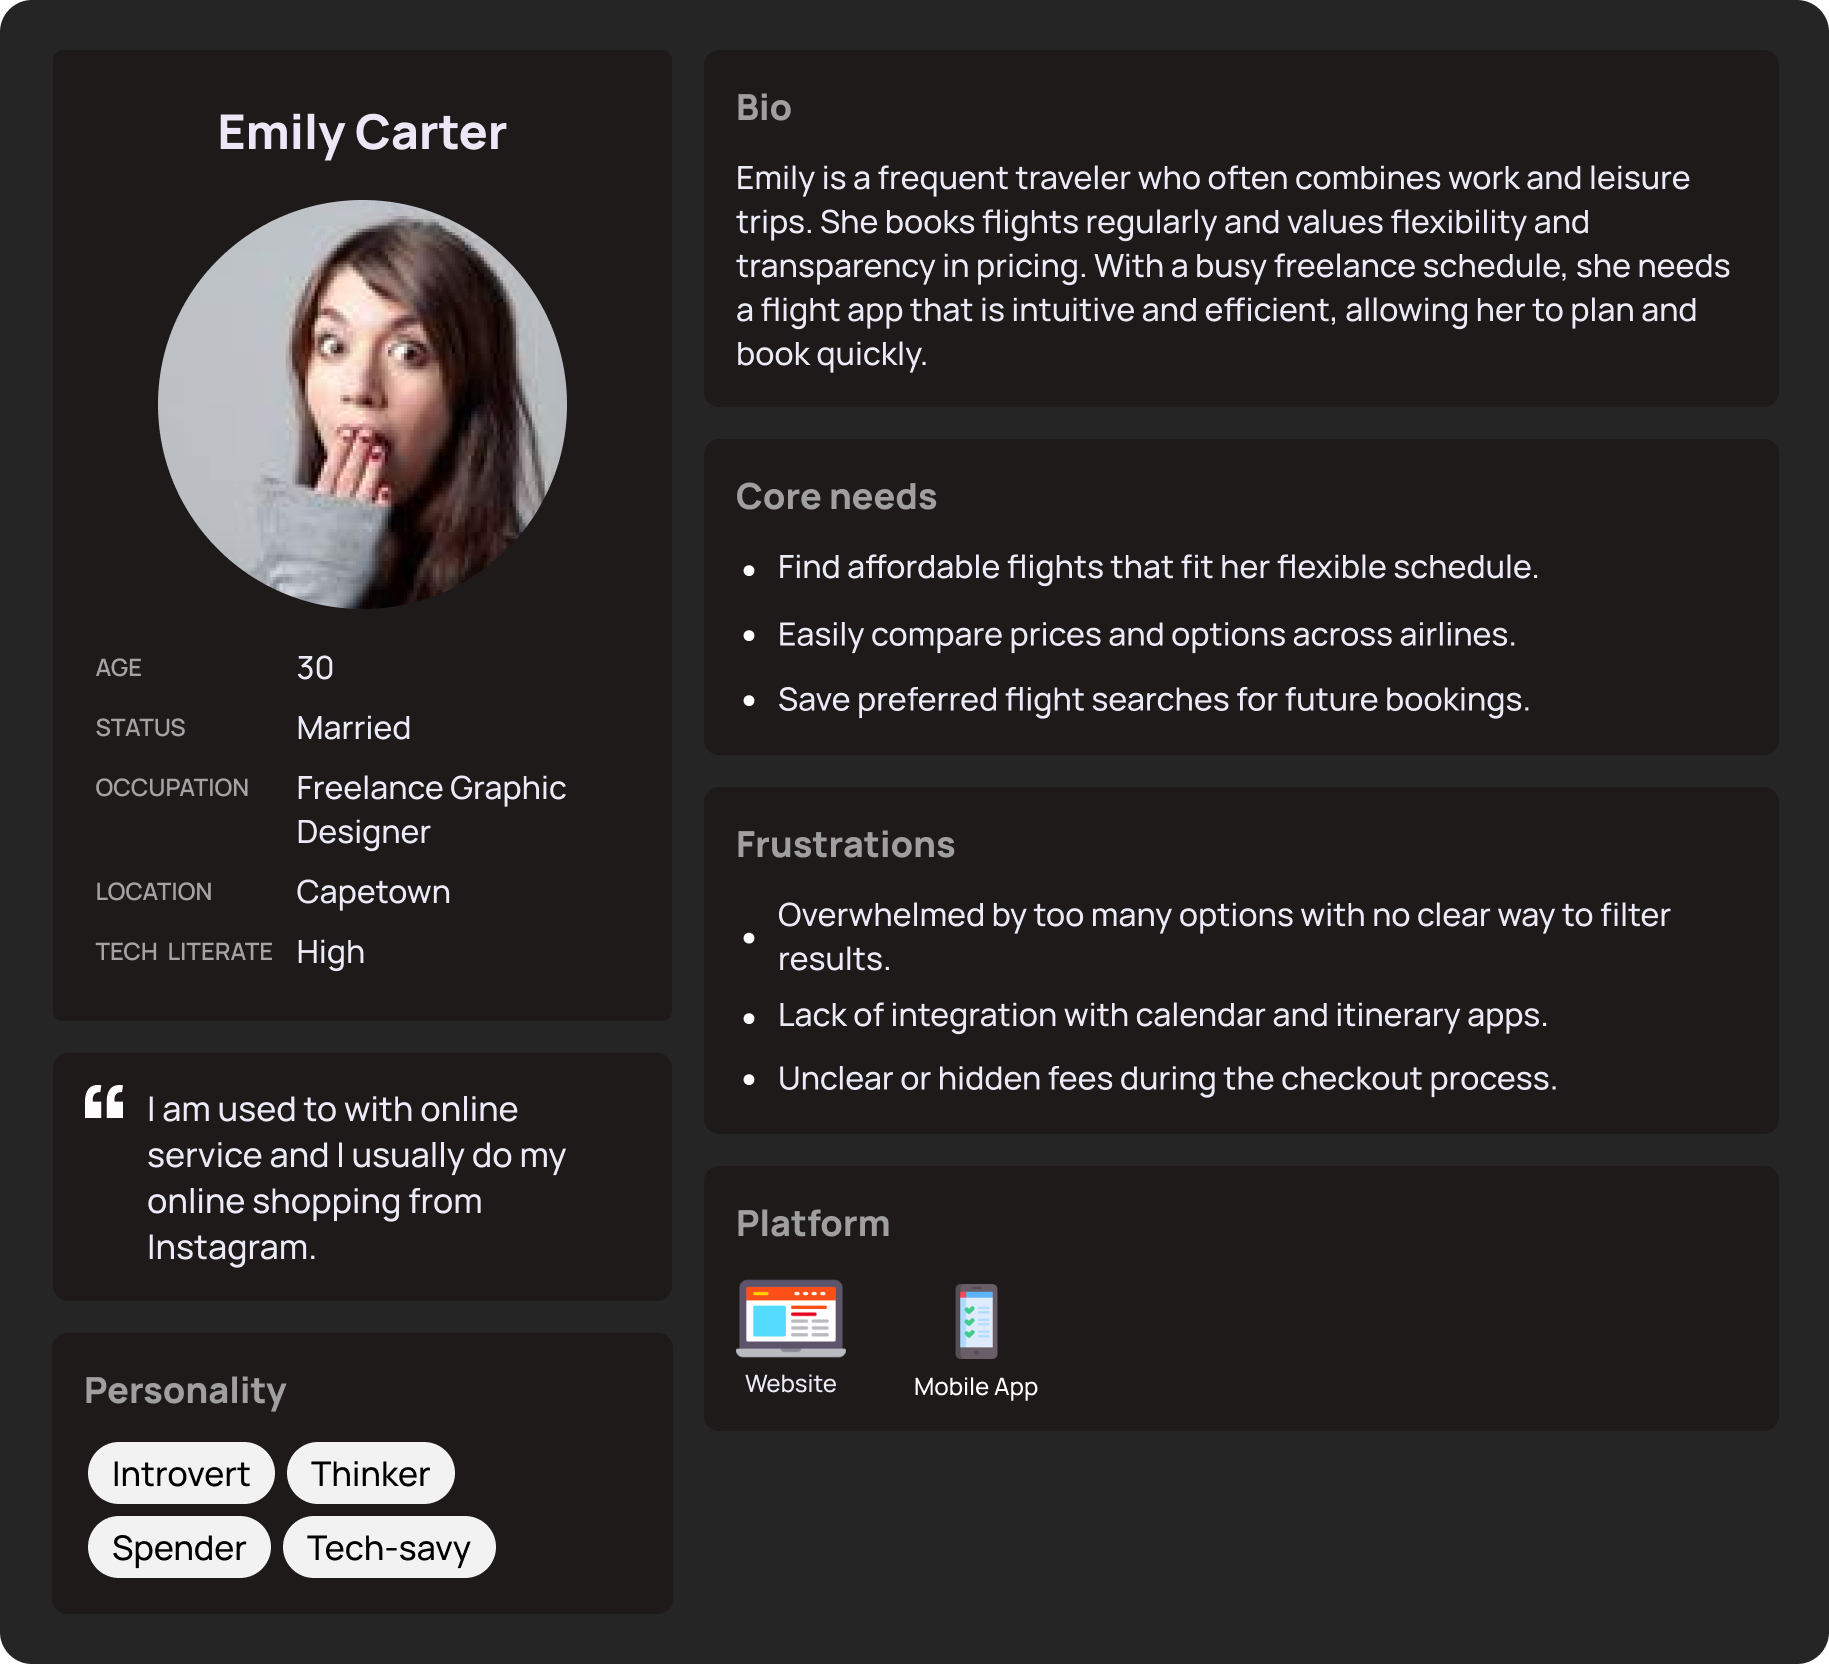 Emily Carter
AGE 30
STATUS Married
OCCUPATION Freelance Graphic
Designer
LOCATION Capetown
TECH LITERATE High
“ I am used to with online
service and I usually do my
online shopping from
Instagram.
Personality
Introvert Thinker
Spender Tech-savy
Bio
Emily is a frequent traveler who often combines work and leisure
trips. She books flights regularly and values flexibility and
transparency in pricing. With a busy freelance schedule, she needs
a flight app that is intuitive and efficient, allowing her to plan and
book quickly.
Core needs
• Find affordable flights that fit her flexible schedule.
• Easily compare prices and options across airlines.
• Save preferred flight searches for future bookings.
Frustrations
• Overwhelmed by too many options with no clear way to filter
results.
• Lack of integration with calendar and itinerary apps.
• Unclear or hidden fees during the checkout process.
Platform
Website Mobile App